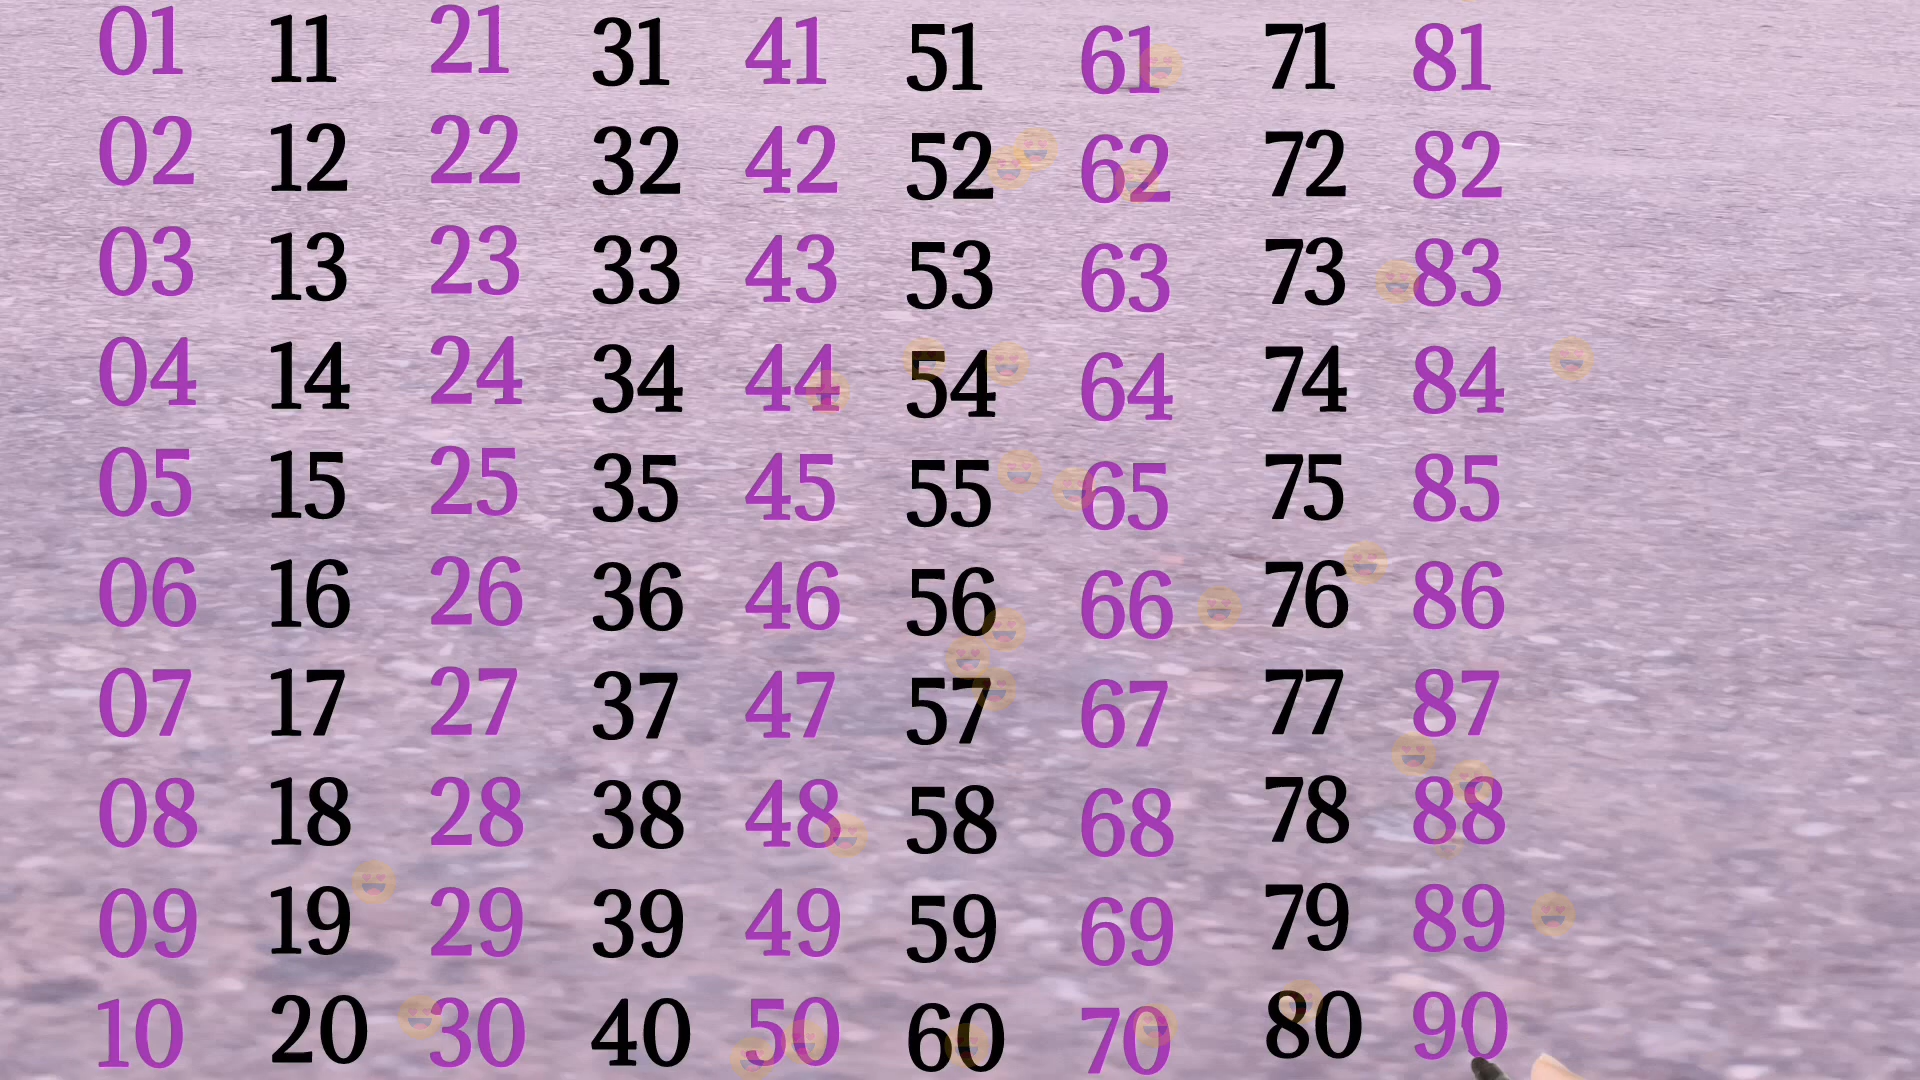 01 11 21 31 41 51 61 71 81
02 12 22 32 42 52 62 72 82
03 13 23 33 43 53 63 73 83
04 14 24 34 44 54 64 74 84
05 15 25 35 45 55 65 75 85
06 16 26 36 46 56 66 76 86
07 17 27 37 47 57 67 77 87
08 18 28 38 48 58 68 78 88
09 19 29 39 49 59 69 79 89
10 20 30 40 50 60 70 80 90